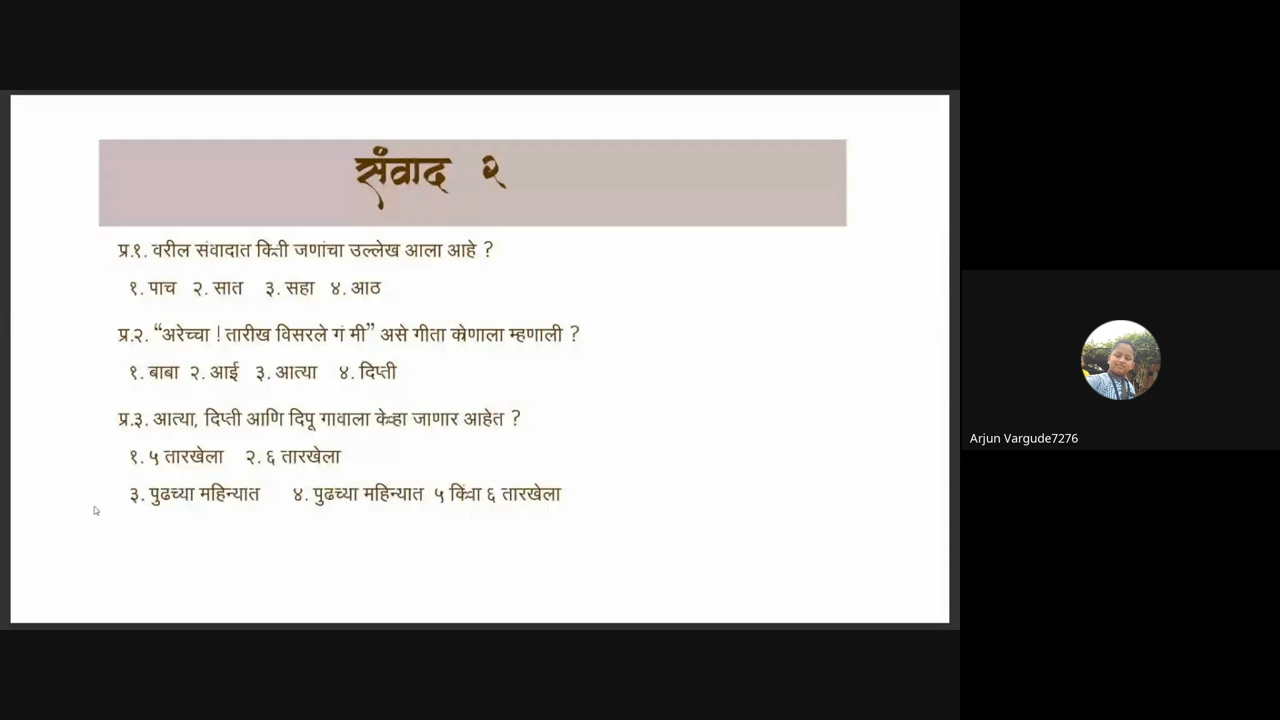 संवाद २
प्र.१. वरील संवादात किती जणांचा उल्लेख आला आहे ?
१. पाच २. सात ३. सहा ४. आठ
प्र.२. “अरेच्चा ! तारीख विसरले गं मी” असे गीता कोणाला म्हणाली ?
१. बाबा २. आई ३. आत्या ४. दिप्ती
प्र.३. आत्या, दिप्ती आणि दिपू गावाला केव्हा जाणार आहेत ?
१. ५ तारखेला २. ६ तारखेला
३. पुढच्या महिन्यात ४. पुढच्या महिन्यात ५ किंवा ६ तारखेला
Arjun Vargude7276